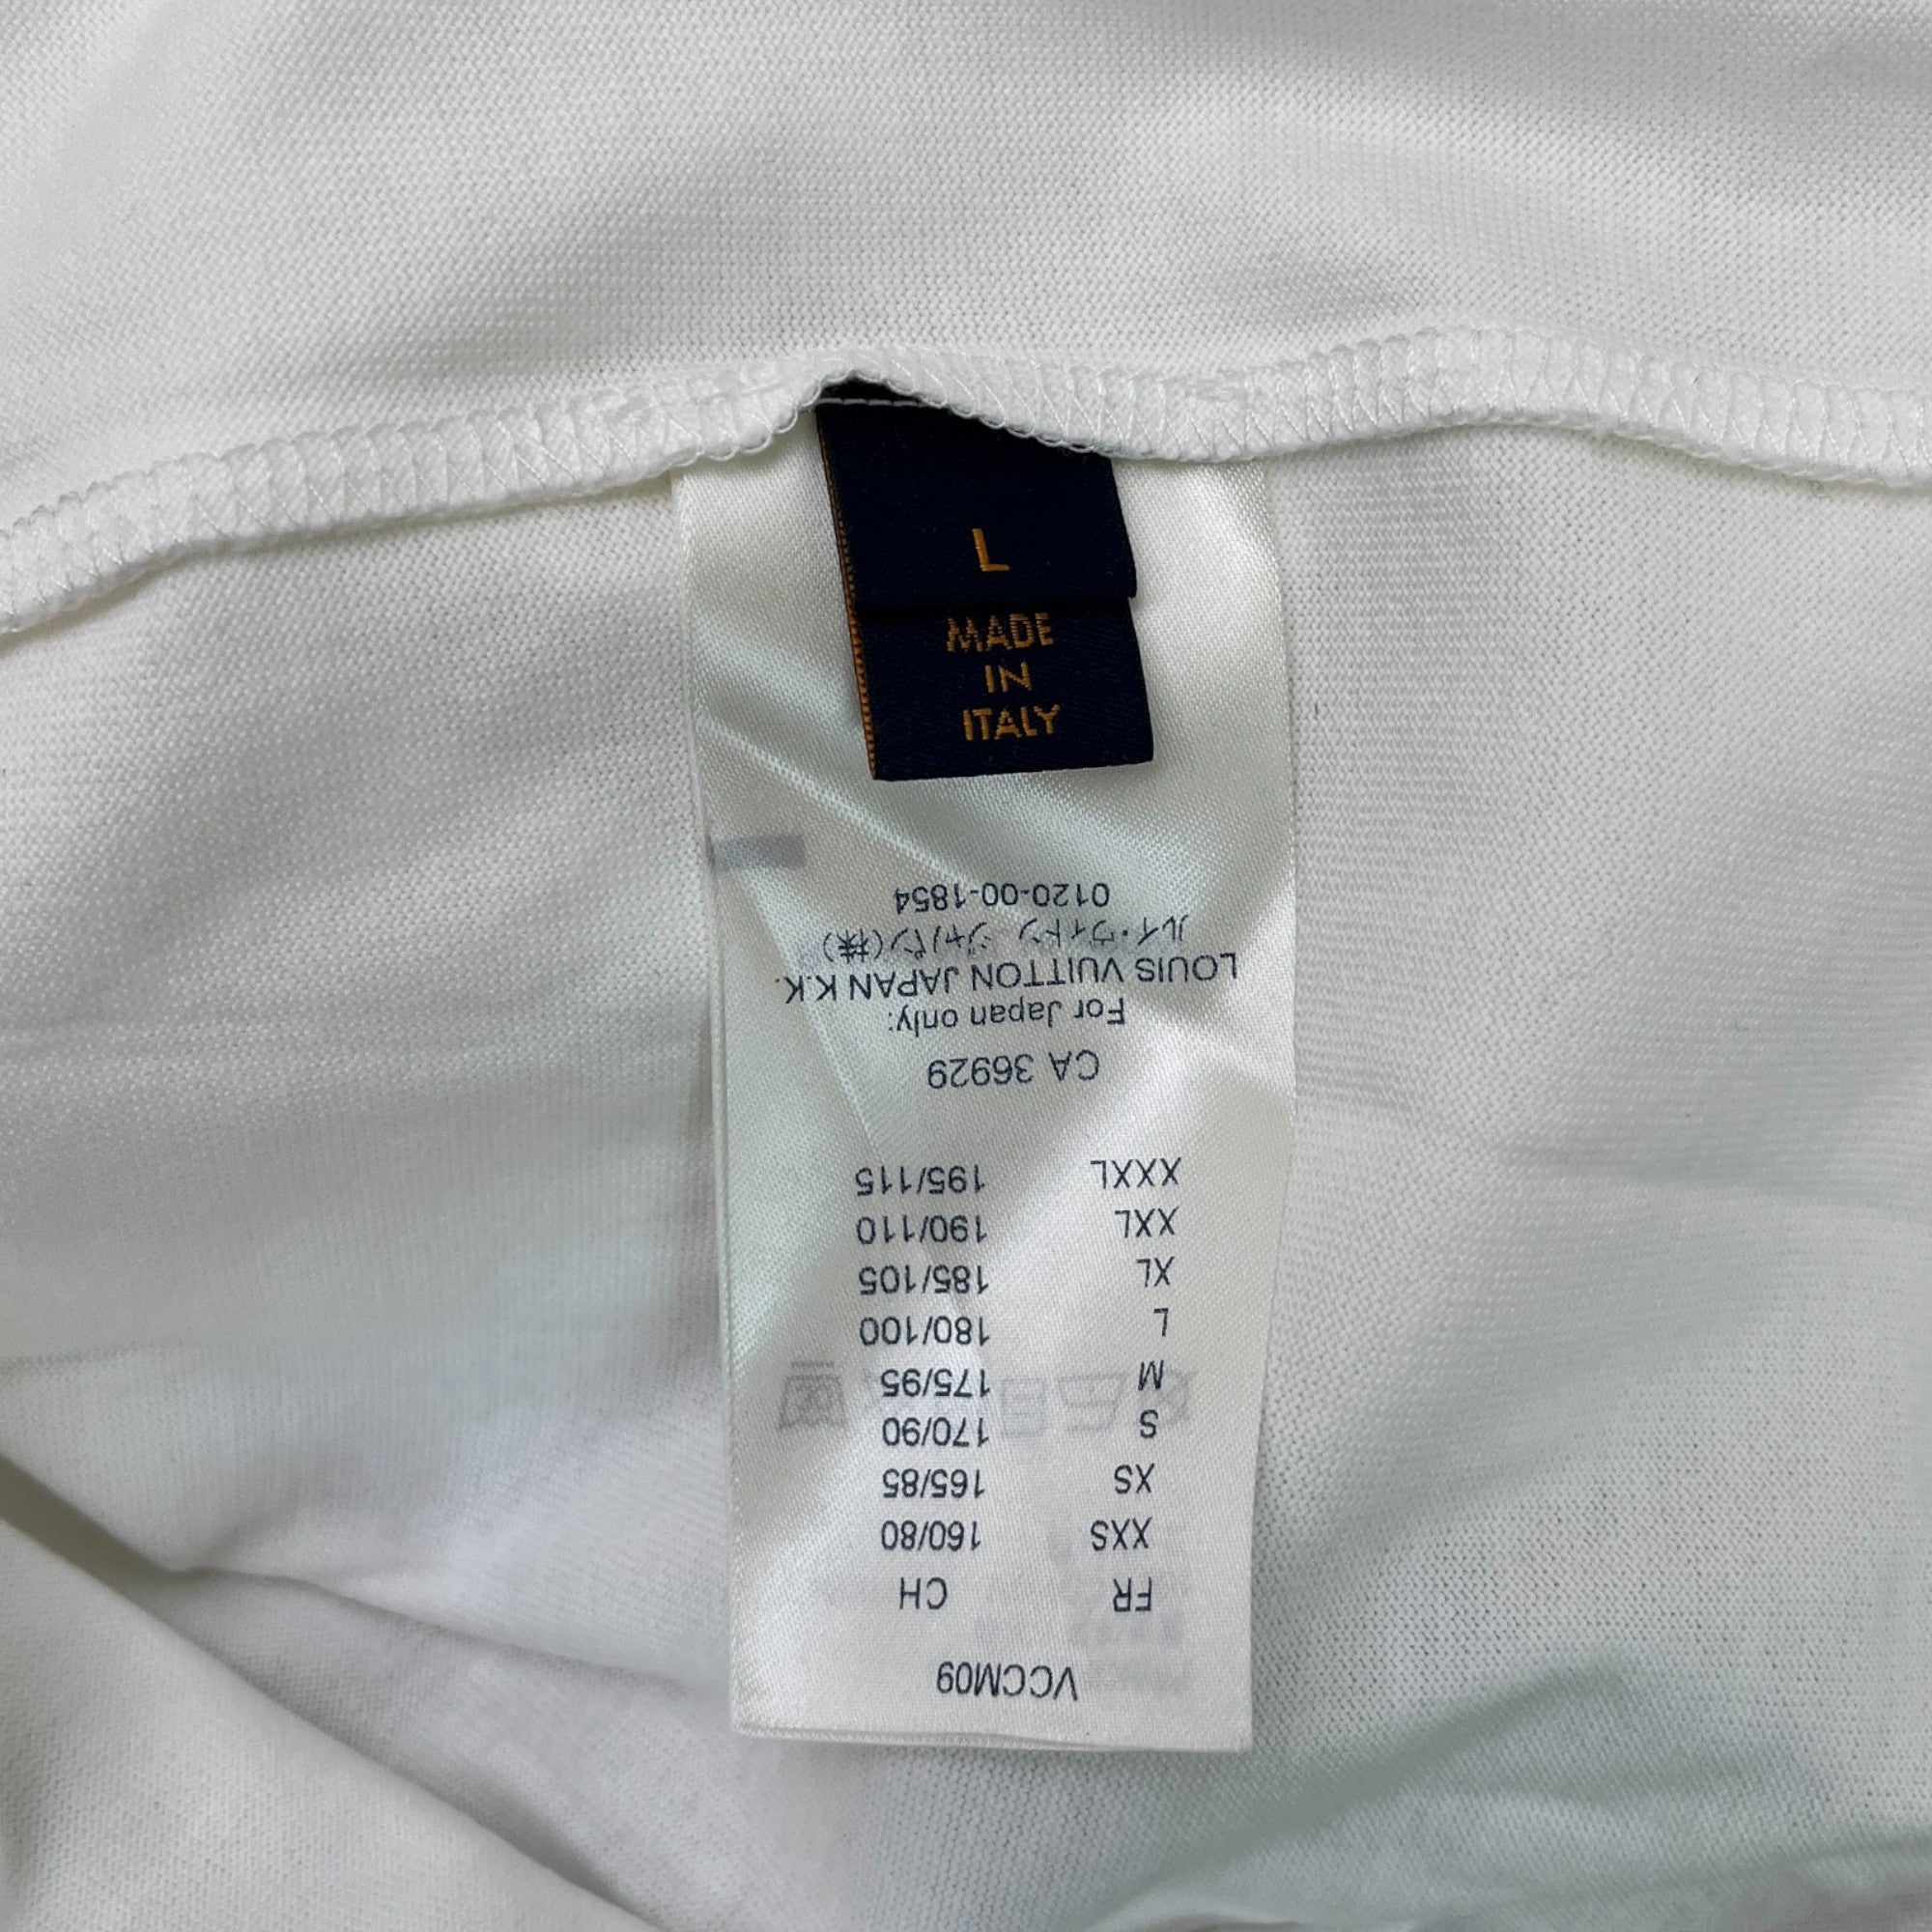 L
MADE
IN
ITALY
VCCM09
FR CH
XXS 160/80
XS 165/85
S 170/90
M 175/95
L 180/100
XL 185/105
XXL 190/110
XXXL 195/115
CA 36929
For Japan only:
LOUIS VUITTON JAPAN K.K.
ルイ・ヴィトン ジャパン(株)
0120-00-1854